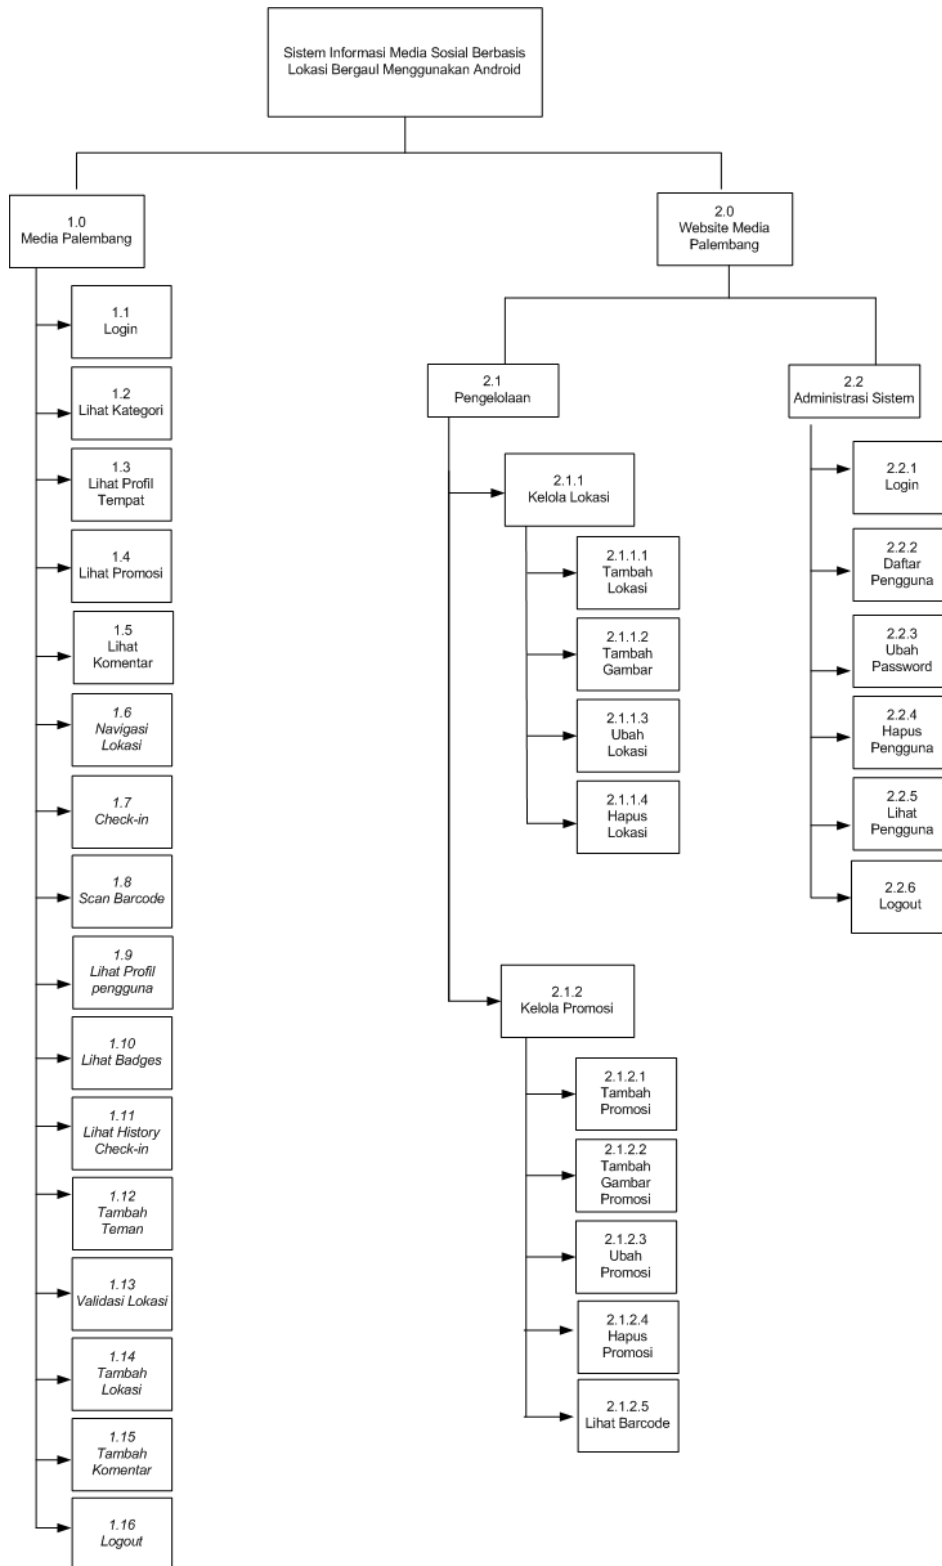 Sistem Informasi Media Sosial Berbasis
Lokasi Bergaul Menggunakan Android
1.0
Media Palembang
1.1
Login
1.2
Lihat Kategori
1.3
Lihat Profil
Tempat
1.4
Lihat Promosi
1.5
Lihat
Komentar
1.6
Navigasi
Lokasi
1.7
Check-in
1.8
Scan Barcode
1.9
Lihat Profil
pengguna
1.10
Lihat Badges
1.11
Lihat History
Check-in
1.12
Tambah
Teman
1.13
Validasi Lokasi
1.14
Tambah
Lokasi
1.15
Tambah
Komentar
1.16
Logout
2.0
Website Media
Palembang
2.1
Pengelolaan
2.1.1
Kelola Lokasi
2.1.1.1
Tambah
Lokasi
2.1.1.2
Tambah
Gambar
2.1.1.3
Ubah
Lokasi
2.1.1.4
Hapus
Lokasi
2.1.2
Kelola Promosi
2.1.2.1
Tambah
Promosi
2.1.2.2
Tambah
Gambar
Promosi
2.1.2.3
Ubah
Promosi
2.1.2.4
Hapus
Promosi
2.1.2.5
Lihat Barcode
2.2
Administrasi Sistem
2.2.1
Login
2.2.2
Daftar
Pengguna
2.2.3
Ubah
Password
2.2.4
Hapus
Pengguna
2.2.5
Lihat
Pengguna
2.2.6
Logout